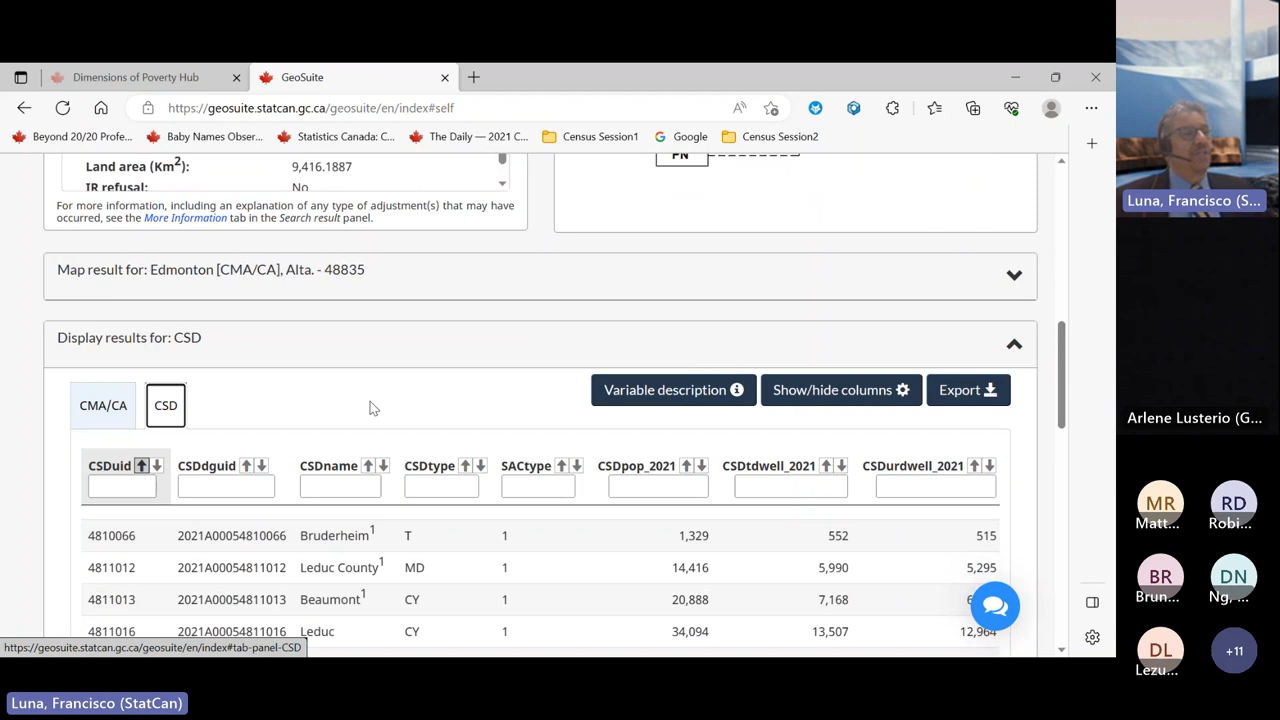 Dimensions of Poverty Hub
GeoSuite
https://geosuite.statcan.gc.ca/geosuite/en/index#self
Beyond 20/20 Profe...
Baby Names Obser...
Statistics Canada: C...
The Daily — 2021 C...
Census Session1
Google
Census Session2
Land area (Km2)
9,416.1887
IR refusal:
No
For more information, including an explanation of any type of adjustment(s) that may have
occurred, see the More Information tab in the Search result panel.
PN
Map result for: Edmonton [CMA/CA], Alta. - 48835
Display results for: CSD
CMA/CA
CSD
Variable description
Show/hide columns
Export
CSDuid CSDdguid CSDname CSDtype SACtype CSDpop_2021 CSDtdwell_2021 CSDurdwell_2021
4810066 2021A00054810066 Bruderheim1 T 1 1,329 552 515
4811012 2021A00054811012 Leduc County1 MD 1 14,416 5,990 5,295
4811013 2021A00054811013 Beaumont1 CY 1 20,888 7,168
4811016 2021A00054811016 Leduc CY 1 34,094 13,507 12,964
https://geosuite.statcan.gc.ca/geosuite/en/index#tab-panel-CSD
Luna, Francisco (StatCan)
Luna, Francisco (S...
Arlene Lusterio (G...
MR
Matt...
RD
Robi...
BR
Brun...
DN
Ng, ...
DL
Lezu...
+11